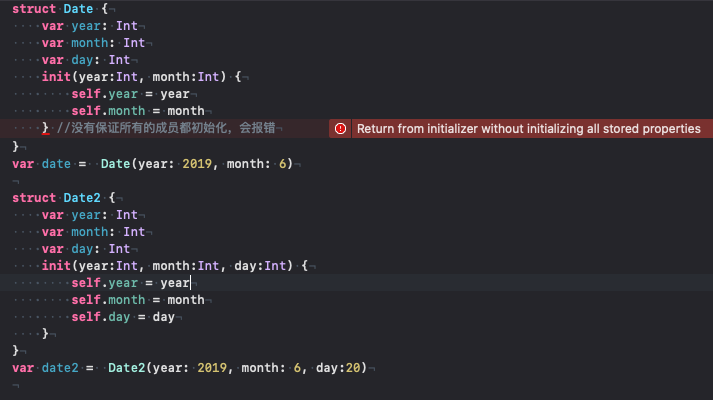 struct Date {
    var year: Int
    var month: Int
    var day: Int
    init(year:Int, month:Int) {
        self.year = year
        self.month = month
    } //没有保证所有的成员都初始化，会报错 Return from initializer without initializing all stored properties
}
var date =  Date(year: 2019, month: 6)
struct Date2 {
    var year: Int
    var month: Int
    var day: Int
    init(year:Int, month:Int, day:Int) {
        self.year = year
        self.month = month
        self.day = day
    }
}
var date2 =  Date2(year: 2019, month: 6, day:20)